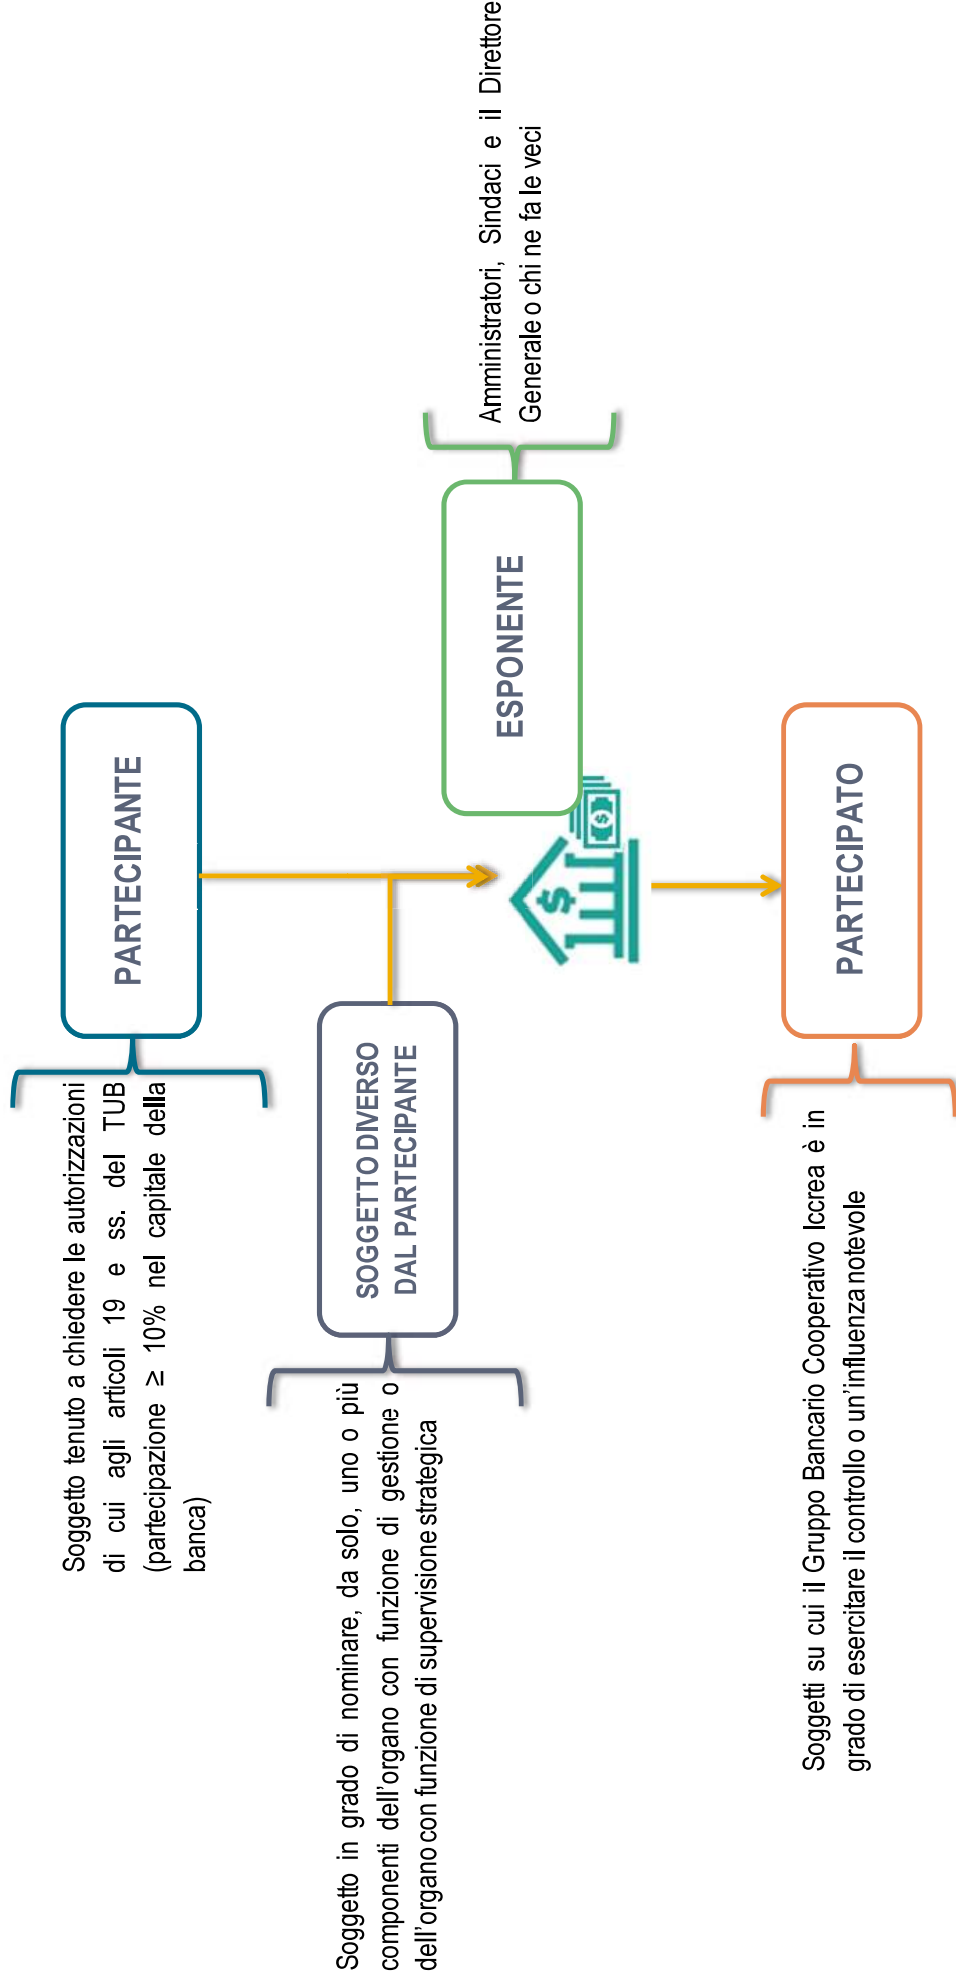 Soggetto tenuto a chiedere le autorizzazioni
di cui agli articoli 19 e ss. del TUB
(partecipazione ≥ 10% nel capitale della
banca)
PARTECIPANTE
Soggetto in grado di nominare, da solo, uno o più
componenti dell'organo con funzione di gestione o
dell'organo con funzione di supervisione strategica
SOGGETTO DIVERSO
DAL PARTECIPANTE
ESPONENTE
Amministratori, Sindaci e il Direttore
Generale o chi ne fa le veci
$
$
Soggetti su cui il Gruppo Bancario Cooperativo Iccrea è in
grado di esercitare il controllo o un'influenza notevole
PARTECIPATO